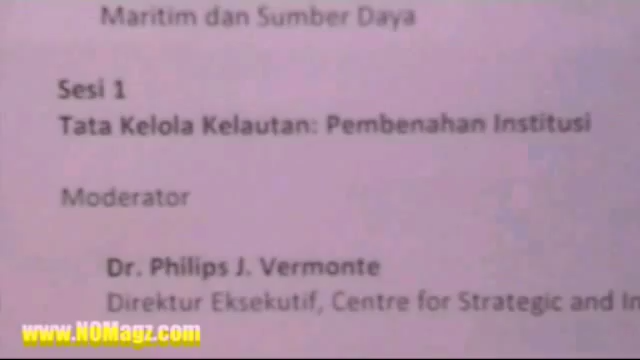 Maritim dan Sumber Daya
Sesi 1
Tata Kelola Kelautan: Pembenahan Institusi
Moderator
Dr. Philips J. Vermonte
Direktur Eksekutif, Centre for Strategic and In
www.NOMagz.com